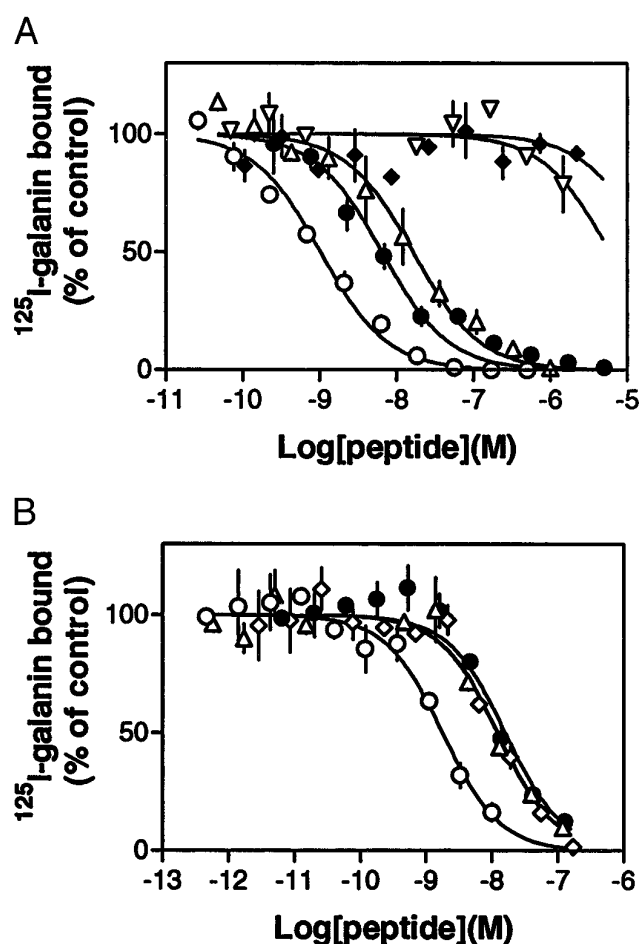 A
¹²⁵I-galanin bound
(% of control)
100
50
0
-11 -10 -9 -8 -7 -6 -5
Log[peptide](M)
B
¹²⁵I-galanin bound
(% of control)
100
50
0
-13 -12 -11 -10 -9 -8 -7 -6
Log[peptide](M)